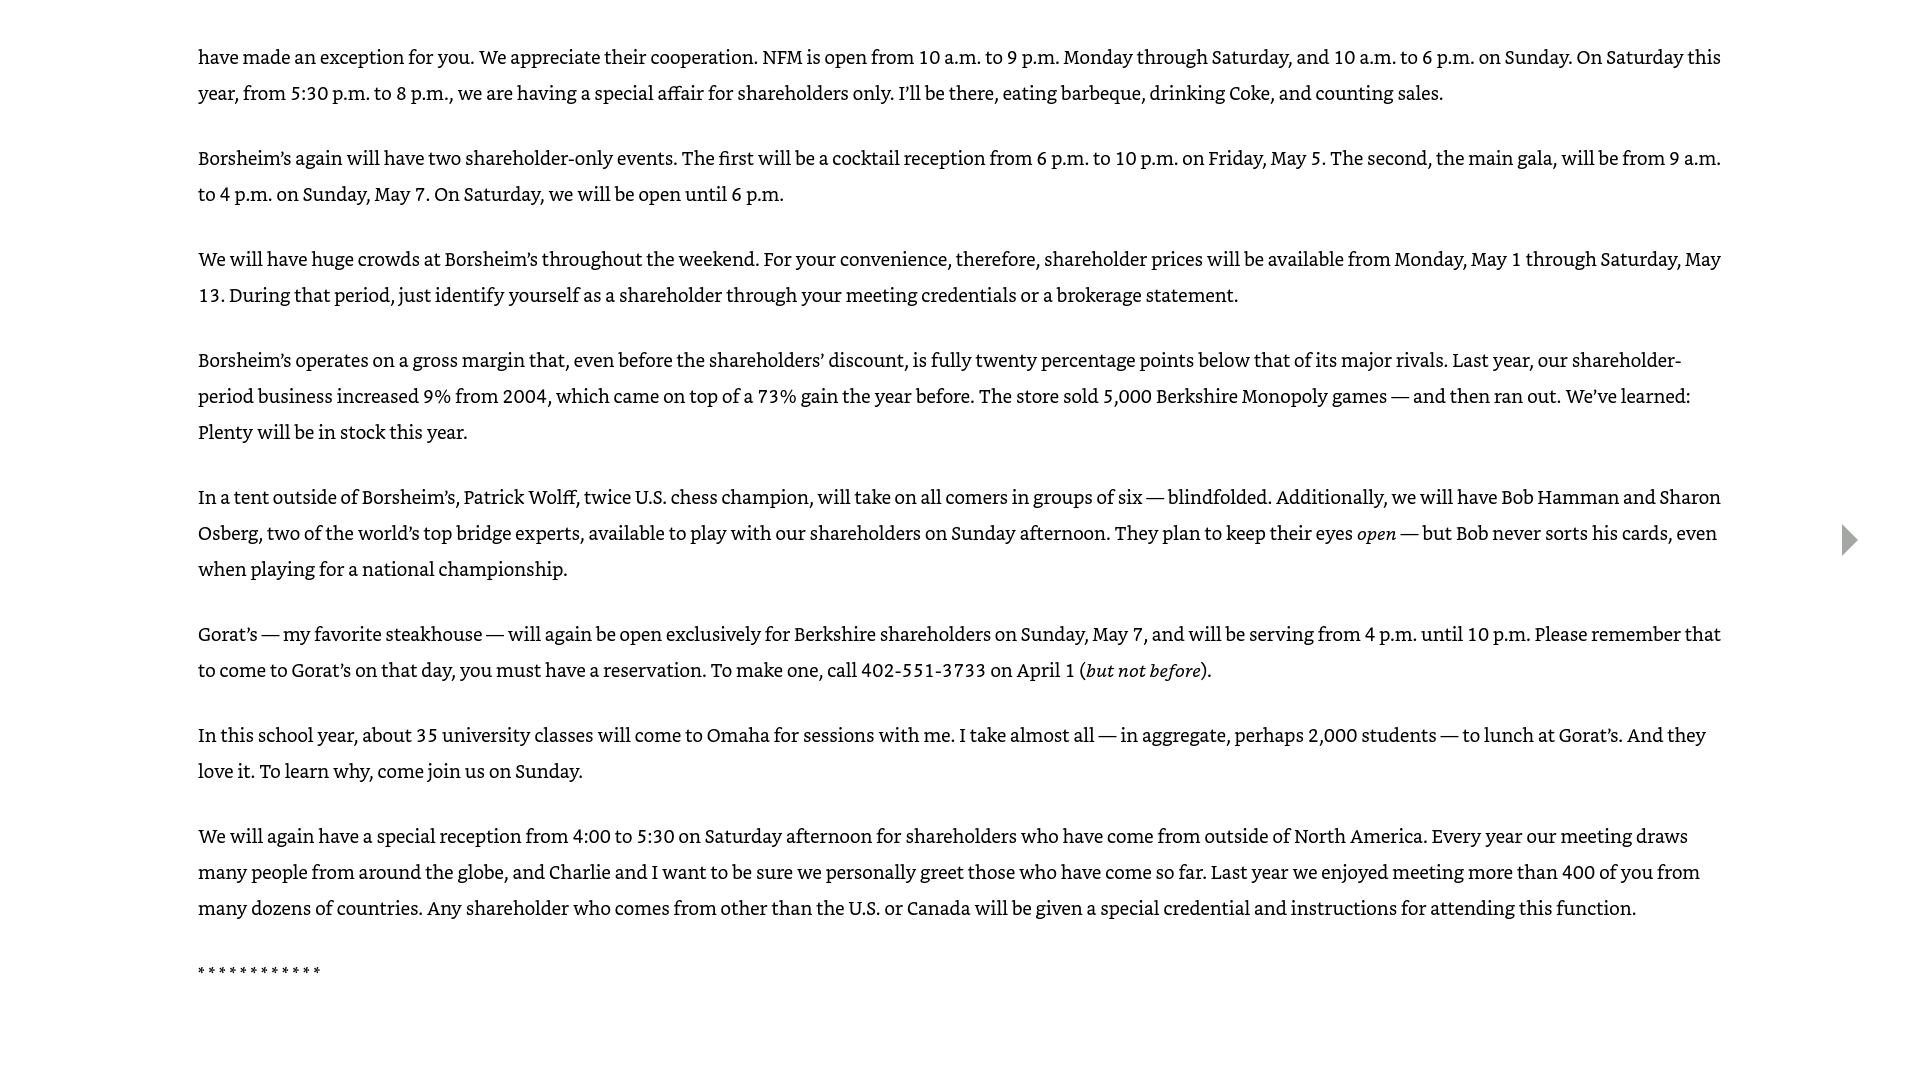 have made an exception for you. We appreciate their cooperation. NFM is open from 10 a.m. to 9 p.m. Monday through Saturday, and 10 a.m. to 6 p.m. on Sunday. On Saturday this
year, from 5:30 p.m. to 8 p.m., we are having a special affair for shareholders only. I’ll be there, eating barbeque, drinking Coke, and counting sales.
Borsheim’s again will have two shareholder-only events. The first will be a cocktail reception from 6 p.m. to 10 p.m. on Friday, May 5. The second, the main gala, will be from 9 a.m.
to 4 p.m. on Sunday, May 7. On Saturday, we will be open until 6 p.m.
We will have huge crowds at Borsheim’s throughout the weekend. For your convenience, therefore, shareholder prices will be available from Monday, May 1 through Saturday, May
13. During that period, just identify yourself as a shareholder through your meeting credentials or a brokerage statement.
Borsheim’s operates on a gross margin that, even before the shareholders’ discount, is fully twenty percentage points below that of its major rivals. Last year, our shareholder-
period business increased 9% from 2004, which came on top of a 73% gain the year before. The store sold 5,000 Berkshire Monopoly games — and then ran out. We’ve learned:
Plenty will be in stock this year.
In a tent outside of Borsheim’s, Patrick Wolff, twice U.S. chess champion, will take on all comers in groups of six — blindfolded. Additionally, we will have Bob Hamman and Sharon
Osberg, two of the world’s top bridge experts, available to play with our shareholders on Sunday afternoon. They plan to keep their eyes open — but Bob never sorts his cards, even
when playing for a national championship.
Gorat’s — my favorite steakhouse — will again be open exclusively for Berkshire shareholders on Sunday, May 7, and will be serving from 4 p.m. until 10 p.m. Please remember that
to come to Gorat’s on that day, you must have a reservation. To make one, call 402-551-3733 on April 1 (but not before).
In this school year, about 35 university classes will come to Omaha for sessions with me. I take almost all — in aggregate, perhaps 2,000 students — to lunch at Gorat’s. And they
love it. To learn why, come join us on Sunday.
We will again have a special reception from 4:00 to 5:30 on Saturday afternoon for shareholders who have come from outside of North America. Every year our meeting draws
many people from around the globe, and Charlie and I want to be sure we personally greet those who have come so far. Last year we enjoyed meeting more than 400 of you from
many dozens of countries. Any shareholder who comes from other than the U.S. or Canada will be given a special credential and instructions for attending this function.
* * * * * * * * * * * *